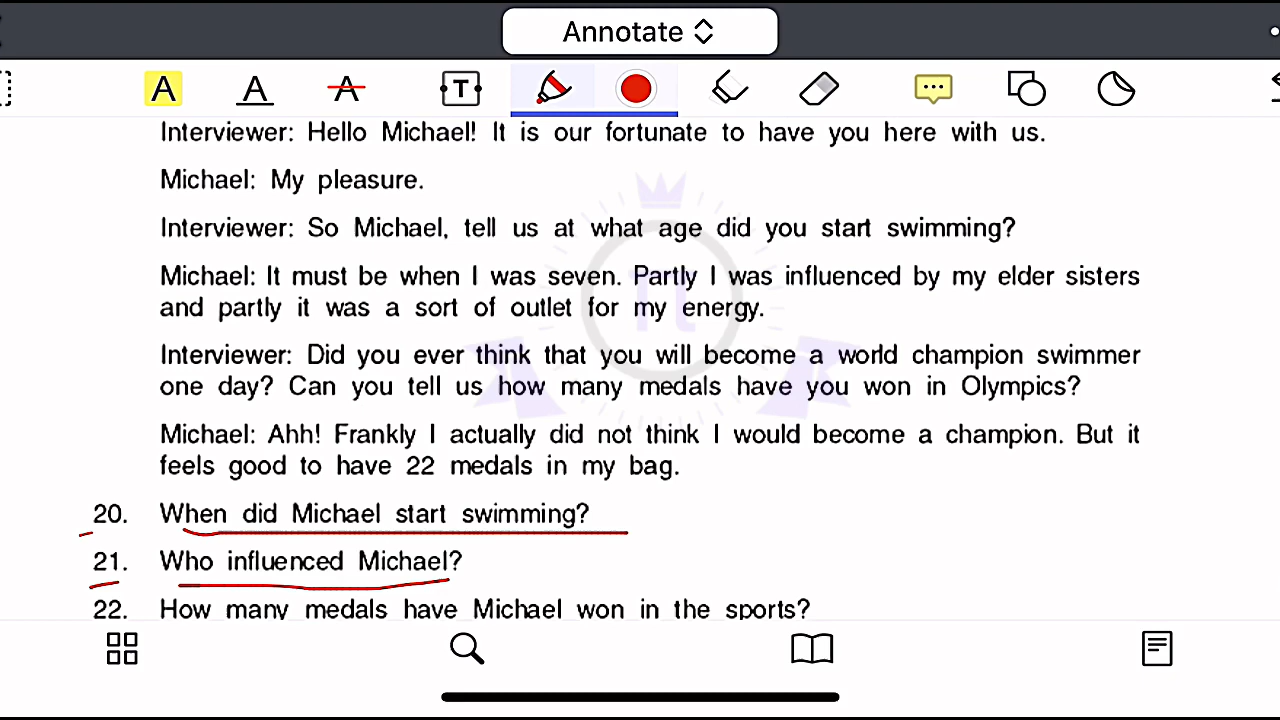 Annotate
A A A T
Interviewer: Hello Michael! It is our fortunate to have you here with us.
Michael: My pleasure.
Interviewer: So Michael, tell us at what age did you start swimming?
Michael: It must be when I was seven. Partly I was influenced by my elder sisters
and partly it was a sort of outlet for my energy.
Interviewer: Did you ever think that you will become a world champion swimmer
one day? Can you tell us how many medals have you won in Olympics?
Michael: Ahh! Frankly I actually did not think I would become a champion. But it
feels good to have 22 medals in my bag.
20. When did Michael start swimming?
21. Who influenced Michael?
22. How many medals have Michael won in the sports?